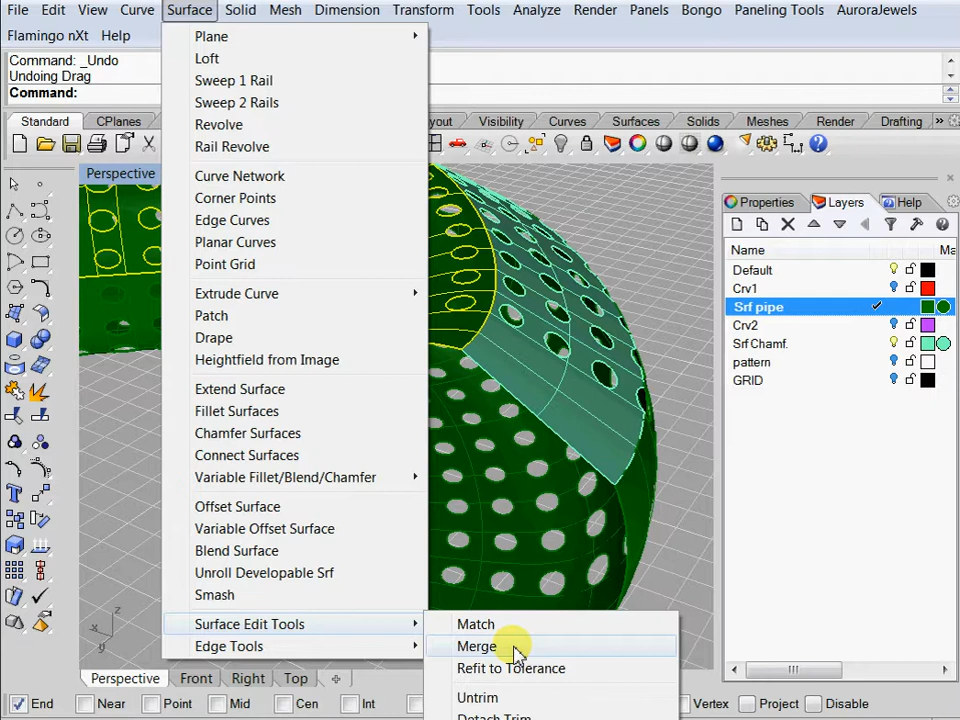 File Edit View Curve Surface Solid Mesh Dimension Transform Tools Analyze Render Panels Bongo Paneling Tools AuroraJewels
Flamingo nXt Help
Command: _Undo
Undoing Drag
Command:
Standard CPlanes yout Visibility Curves Surfaces Solids Meshes Render Drafting »
Perspective
Plane
Loft
Sweep 1 Rail
Sweep 2 Rails
Revolve
Rail Revolve
Curve Network
Corner Points
Edge Curves
Planar Curves
Point Grid
Extrude Curve
Patch
Drape
Heightfield from Image
Extend Surface
Fillet Surfaces
Chamfer Surfaces
Connect Surfaces
Variable Fillet/Blend/Chamfer
Offset Surface
Variable Offset Surface
Blend Surface
Unroll Developable Srf
Smash
Surface Edit Tools
Edge Tools
Match
Merge
Refit to Tolerance
Untrim
Detach Trim
Properties Layers Help
Name Ma
Default
Crv1
Srf pipe
Crv2
Srf Chamf.
pattern
GRID
z
x y
Perspective Front Right Top
End Near Point Mid Cen Int Vertex Project Disable